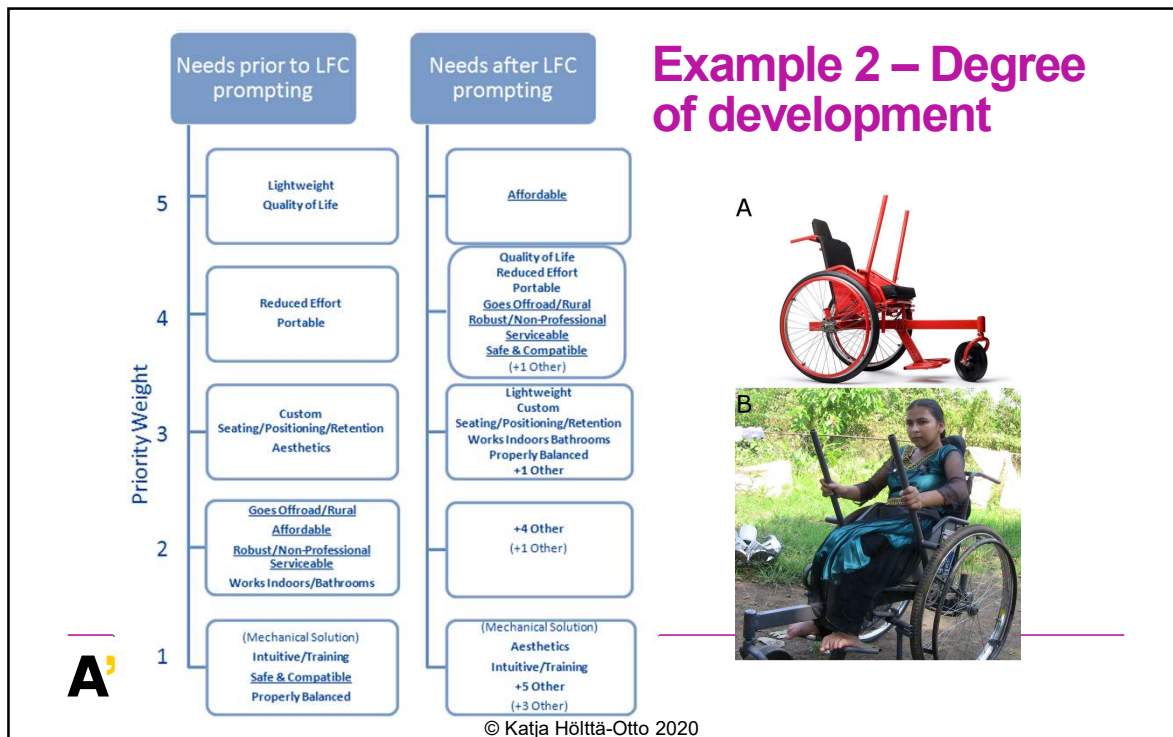 Example 2 – Degree
of development
Needs prior to LFC
prompting
Needs after LFC
prompting
Priority Weight
5
Lightweight
Quality of Life
Affordable
4
Reduced Effort
Portable
Quality of Life
Reduced Effort
Portable
Goes Offroad/Rural
Robust/Non-Professional
Serviceable
Safe & Compatible
(+1 Other)
3
Custom
Seating/Positioning/Retention
Aesthetics
Lightweight
Custom
Seating/Positioning/Retention
Works Indoors Bathrooms
Properly Balanced
+1 Other
2
Goes Offroad/Rural
Affordable
Robust/Non-Professional
Serviceable
Works Indoors/Bathrooms
+4 Other
(+1 Other)
1
(Mechanical Solution)
Intuitive/Training
Safe & Compatible
Properly Balanced
(Mechanical Solution)
Aesthetics
Intuitive/Training
+5 Other
(+3 Other)
A
B
A’
© Katja Hölttä-Otto 2020